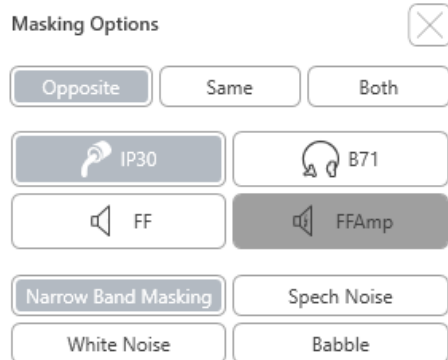 Masking Options
Opposite Same Both
IP30 B71
FF FFAmp
Narrow Band Masking Spech Noise
White Noise Babble